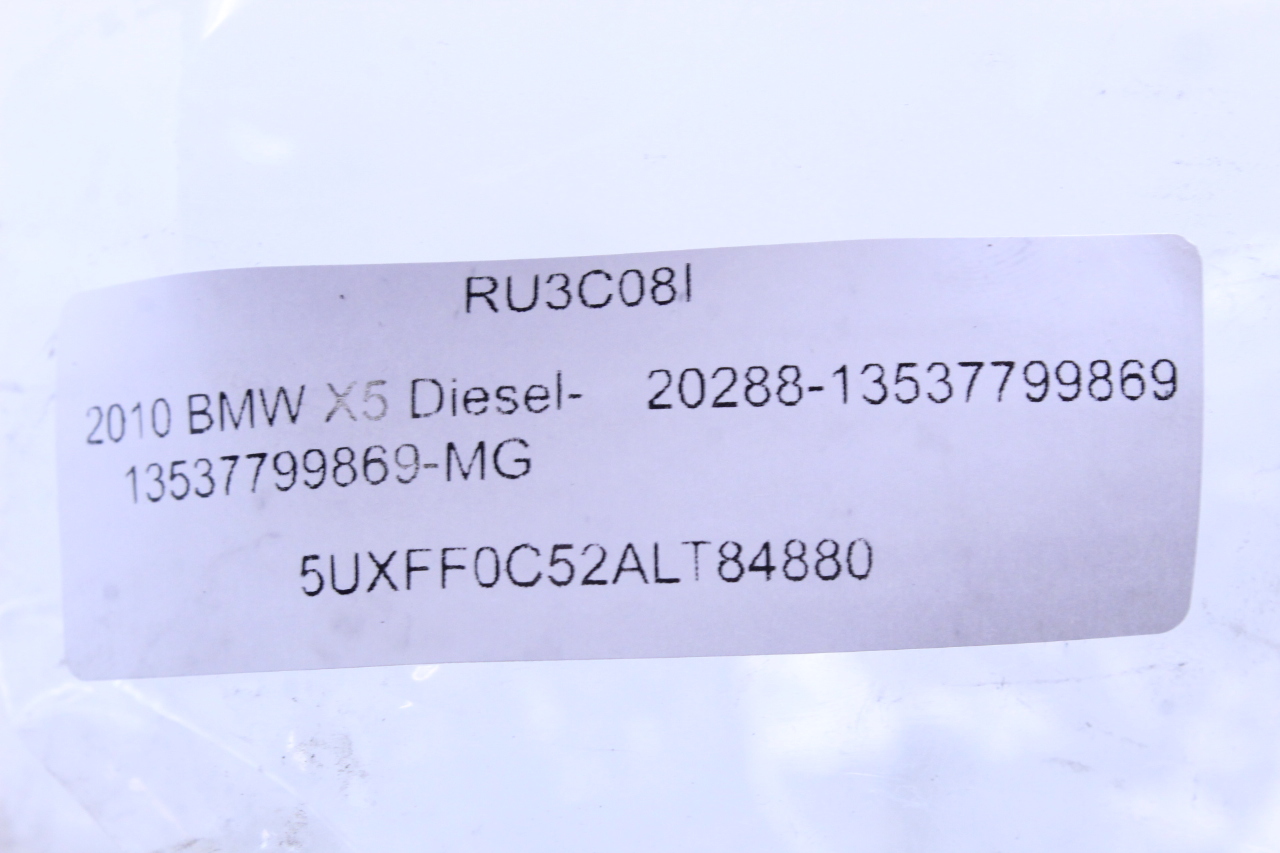 RU3C08I
2010 BMW X5 Diesel- 20288-13537799869
13537799869-MG
5UXFF0C52ALT84880